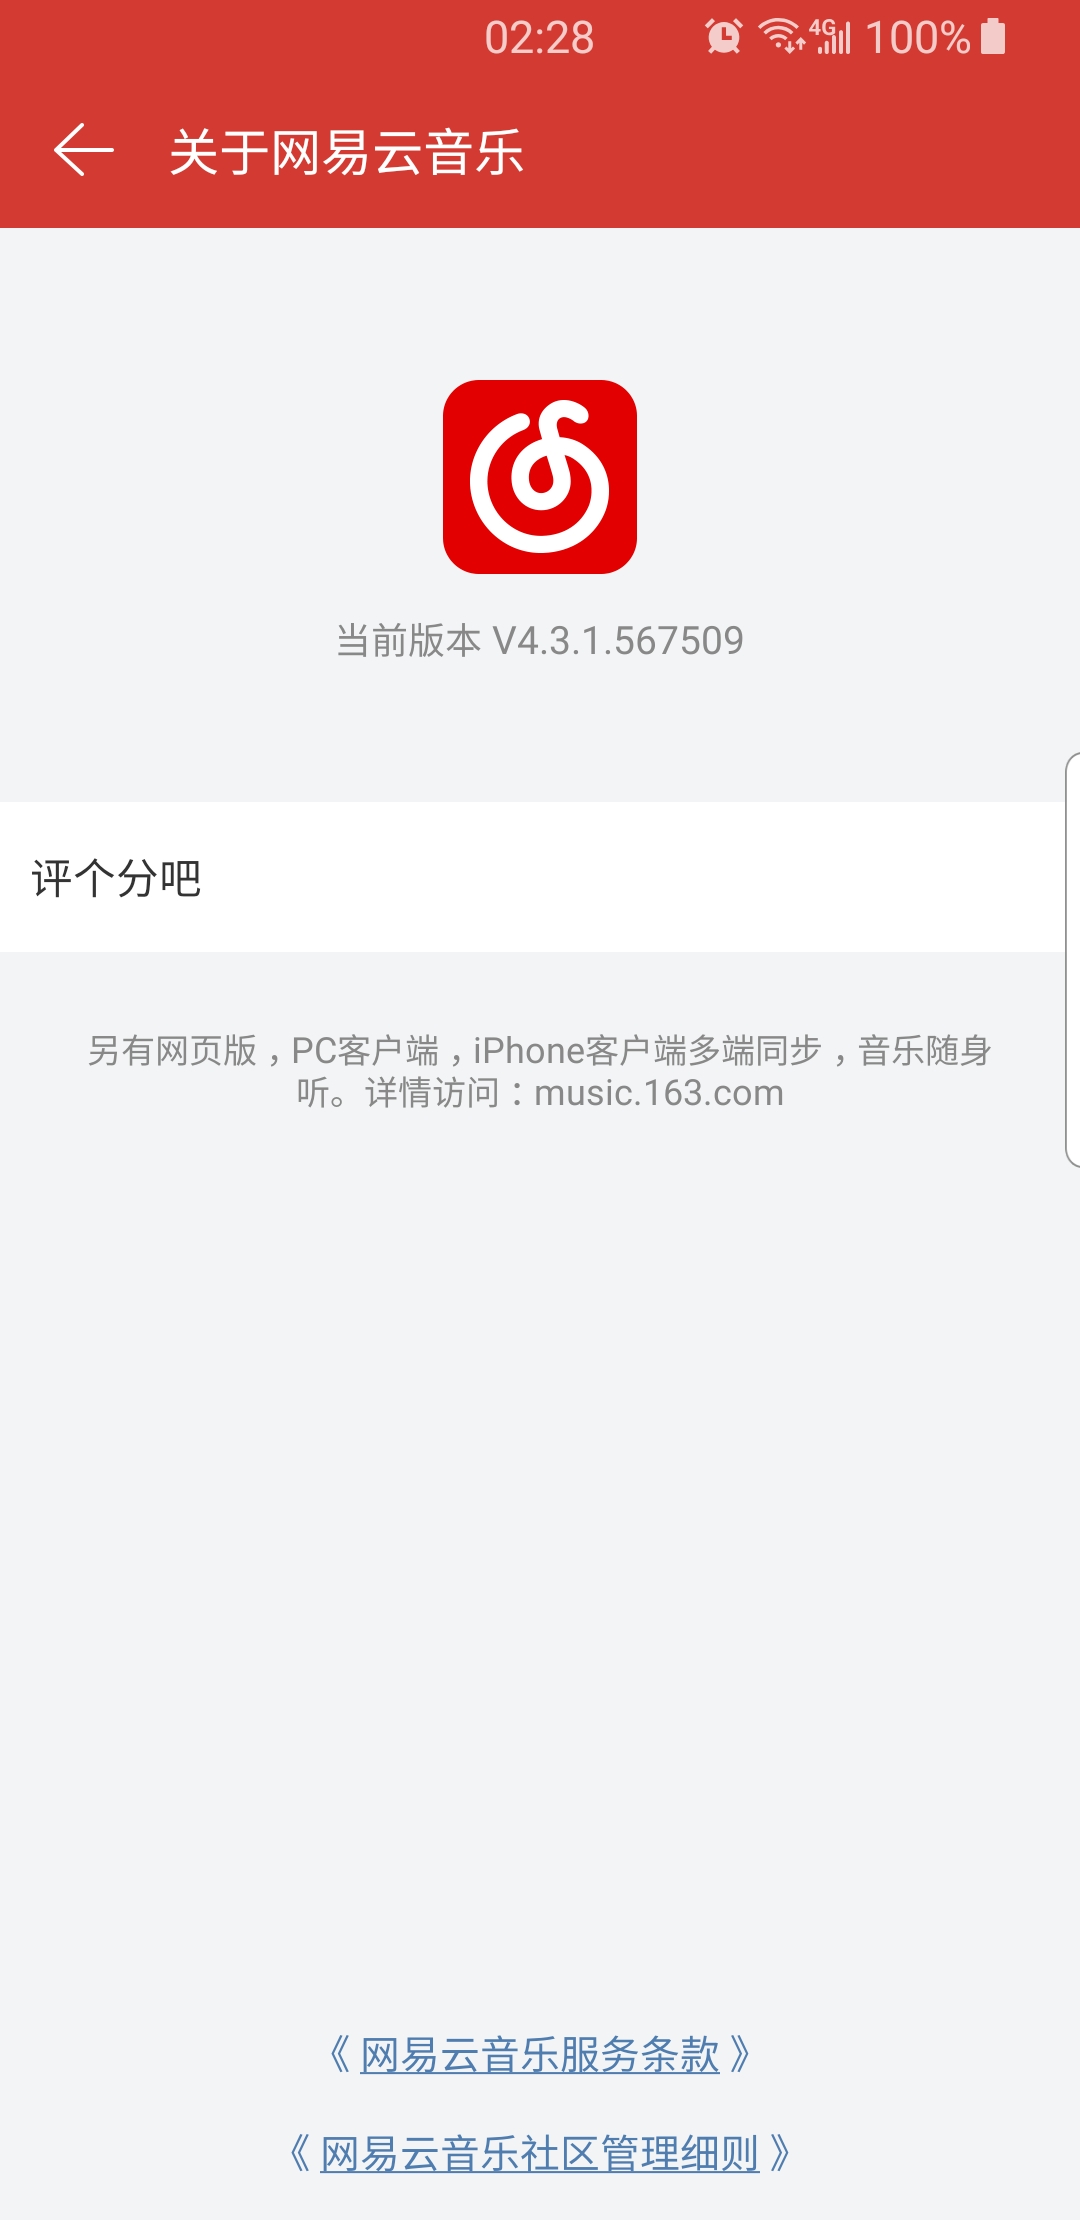 02:28 4G 100%
关于网易云音乐
当前版本 V4.3.1.567509
评个分吧
另有网页版，PC客户端，iPhone客户端多端同步，音乐随身
听。详情访问：music.163.com
《 网易云音乐服务条款 》
《 网易云音乐社区管理细则 》